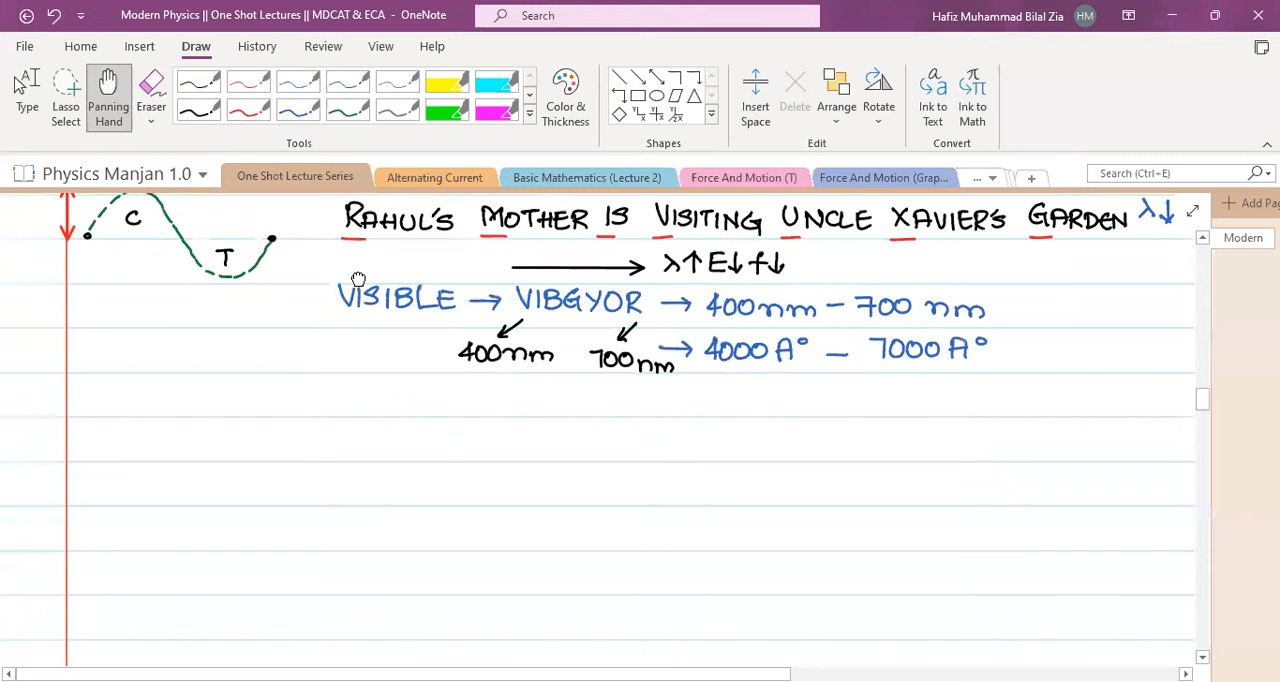 Modern Physics || One Shot Lectures || MDCAT & ECA - OneNote
Search
Hafiz Muhammad Bilal Zia
HM
File Home Insert Draw History Review View Help
Type
Lasso Select
Panning Hand
Eraser
Color & Thickness
Insert Space
Delete
Arrange
Rotate
Ink to Text
Ink to Math
Tools
Shapes
Edit
Convert
Physics Manjan 1.0
One Shot Lecture Series
Alternating Current
Basic Mathematics (Lecture 2)
Force And Motion (T)
Force And Motion (Grap...
...
Search (Ctrl+E)
Add Pag
Modern
C
T
RAHUL'S MOTHER IS VISITING UNCLE XAVIER'S GARDEN λ↓
→ λ↑ E↓ f↓
VISIBLE → VIBGYOR → 400nm - 700 nm
400nm 700nm → 4000 A° - 7000 A°